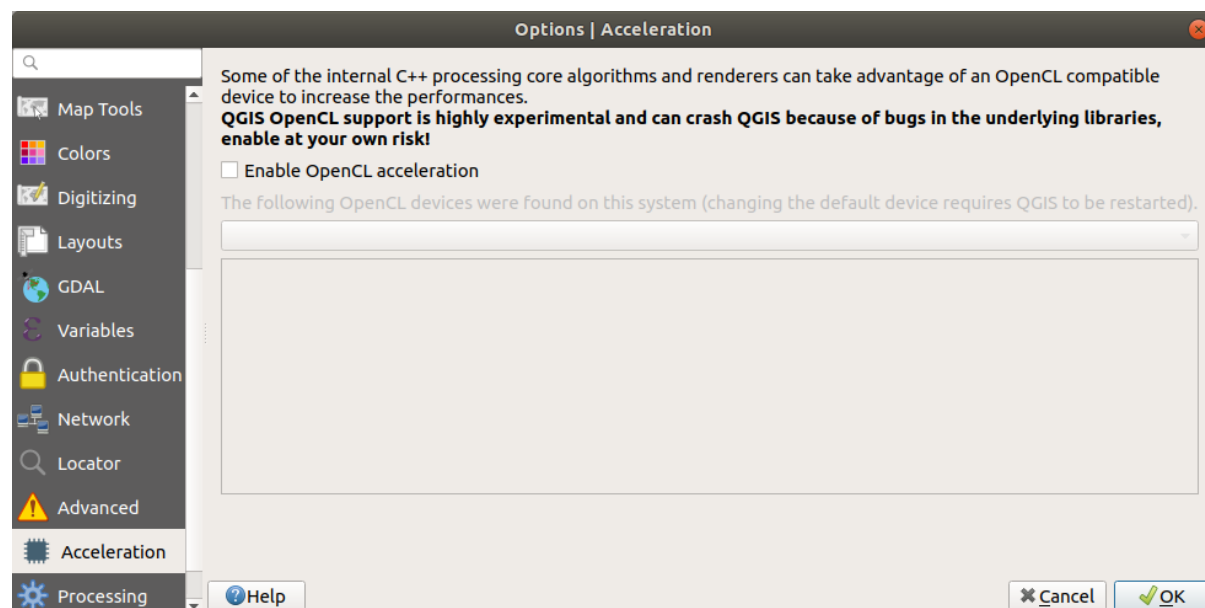 Options | Acceleration
Map Tools
Colors
Digitizing
Layouts
GDAL
Variables
Authentication
Network
Locator
Advanced
Acceleration
Processing
Some of the internal C++ processing core algorithms and renderers can take advantage of an OpenCL compatible
device to increase the performances.
QGIS OpenCL support is highly experimental and can crash QGIS because of bugs in the underlying libraries,
enable at your own risk!
Enable OpenCL acceleration
The following OpenCL devices were found on this system (changing the default device requires QGIS to be restarted).
Help
Cancel
OK